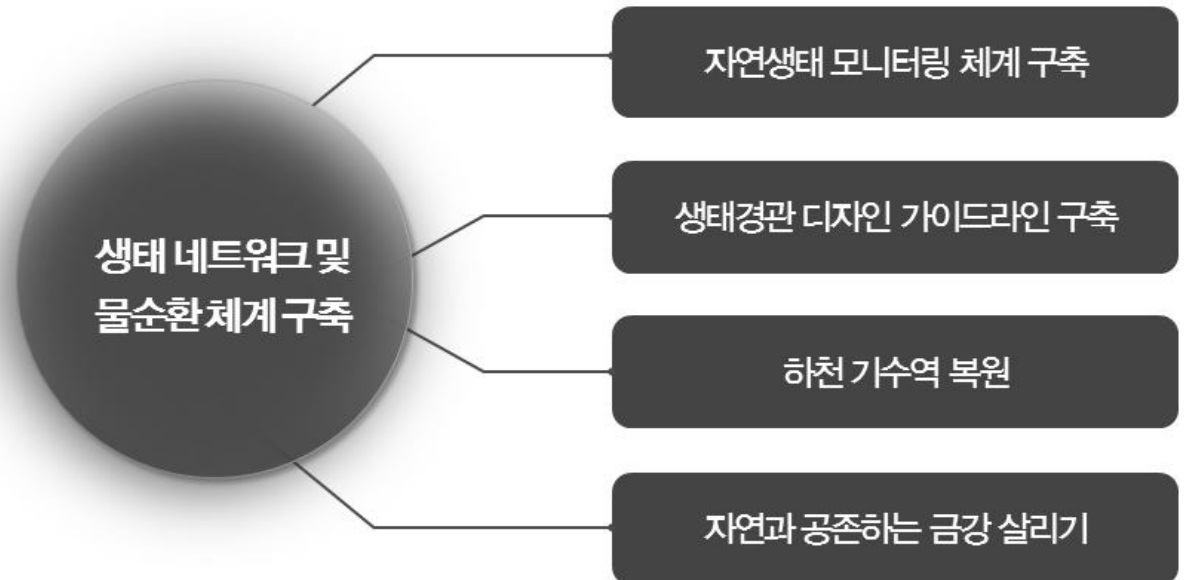 생태 네트워크 및
물순환 체계 구축
자연생태 모니터링 체계 구축
생태경관 디자인 가이드라인 구축
하천 기수역 복원
자연과 공존하는 금강 살리기